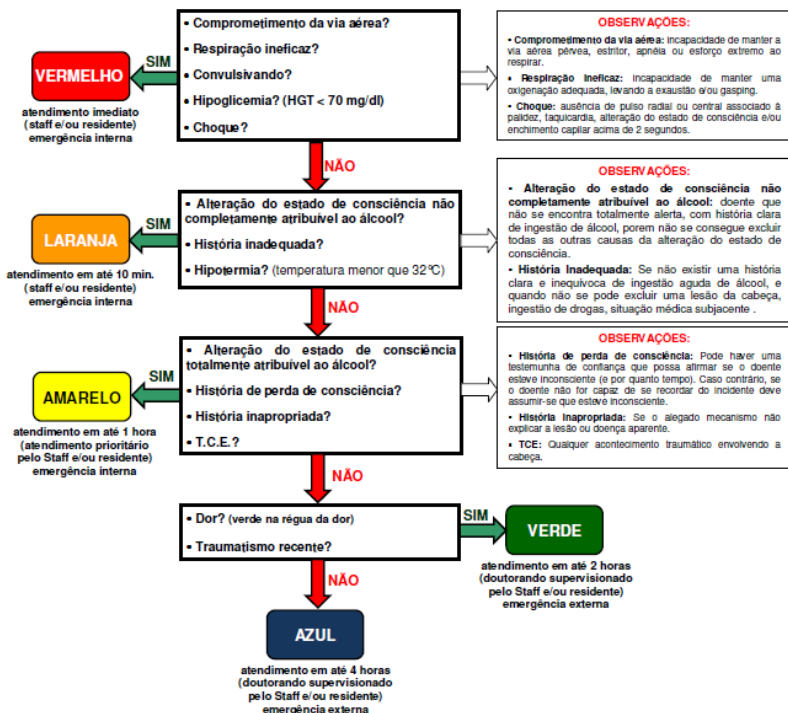 • Comprometimento da via aérea?
• Respiração ineficaz?
• Convulsivando?
• Hipoglicemia? (HGT < 70 mg/dl)
• Choque?
SIM
VERMELHO
atendimento imediato
(staff e/ou residente)
emergência interna
OBSERVAÇÕES:
• Comprometimento da via aérea: incapacidade de manter a
via aérea pérvea, estritor, apnéia ou esforço extremo ao
respirar.
• Respiração Ineficaz: incapacidade de manter uma
oxigenação adequada, levando a exaustão e/ou gasping.
• Choque: ausência de pulso radial ou central associado à
palidez, taquicardia, alteração do estado de consciência e/ou
enchimento capilar acima de 2 segundos.
NÃO
• Alteração do estado de consciência não
completamente atribuível ao álcool?
• História inadequada?
• Hipotermia? (temperatura menor que 32ºC)
SIM
LARANJA
atendimento em até 10 min.
(staff e/ou residente)
emergência interna
OBSERVAÇÕES:
• Alteração do estado de consciência não
completamente atribuível ao álcool: doente que
não se encontra totalmente alerta, com história clara
de ingestão de álcool, porem não se consegue excluir
todas as outras causas da alteração do estado de
consciência.
• História Inadequada: Se não existir uma história
clara e inequívoca de ingestão aguda de álcool, e
quando não se pode excluir uma lesão da cabeça,
ingestão de drogas, situação médica subjacente .
NÃO
• Alteração do estado de consciência
totalmente atribuível ao álcool?
• História de perda de consciência?
• História inapropriada?
• T.C.E.?
SIM
AMARELO
atendimento em até 1 hora
(atendimento prioritário
pelo Staff e/ou residente)
emergência interna
OBSERVAÇÕES:
• História de perda de consciência: Pode haver uma
testemunha de confiança que possa afirmar se o doente
esteve inconsciente (e por quanto tempo). Caso contrário, se
o doente não for capaz de se recordar do incidente deve
assumir-se que esteve inconsciente.
• História Inapropriada: Se o alegado mecanismo não
explicar a lesão ou doença aparente.
• TCE: Qualquer acontecimento traumático envolvendo a
cabeça.
NÃO
• Dor? (verde na régua da dor)
• Traumatismo recente?
SIM
VERDE
atendimento em até 2 horas
(doutorando supervisionado
pelo Staff e/ou residente)
emergência externa
NÃO
AZUL
atendimento em até 4 horas
(doutorando supervisionado
pelo Staff e/ou residente)
emergência externa